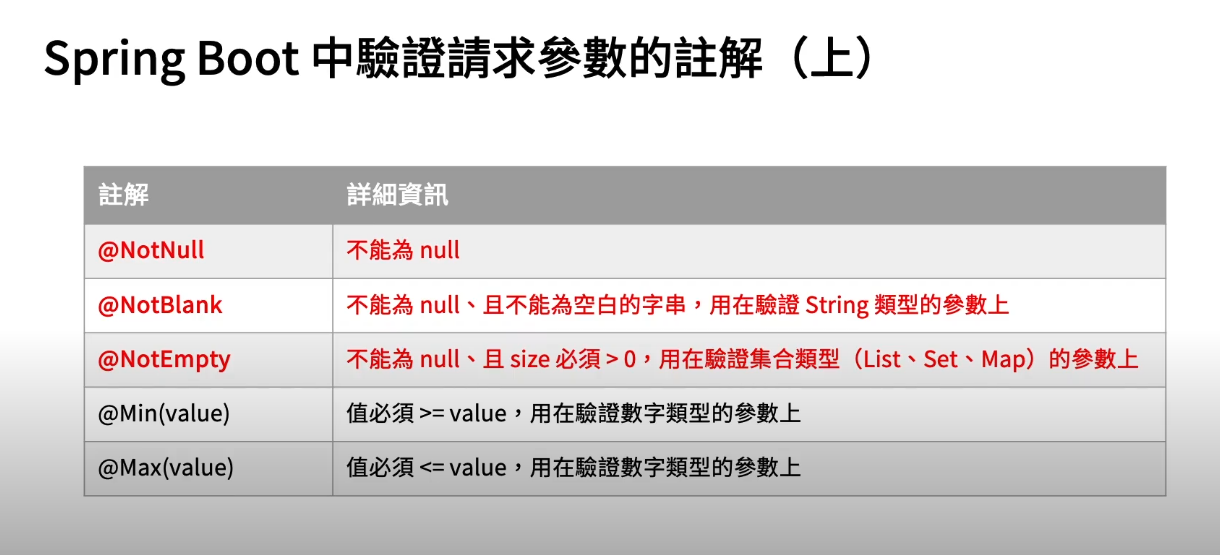 Spring Boot 中驗證請求參數的註解（上）
註解 詳細資訊
@NotNull 不能為 null
@NotBlank 不能為 null、且不能為空白的字串，用在驗證 String 類型的參數上
@NotEmpty 不能為 null、且 size 必須 > 0，用在驗證集合類型（List、Set、Map）的參數上
@Min(value) 值必須 >= value，用在驗證數字類型的參數上
@Max(value) 值必須 <= value，用在驗證數字類型的參數上